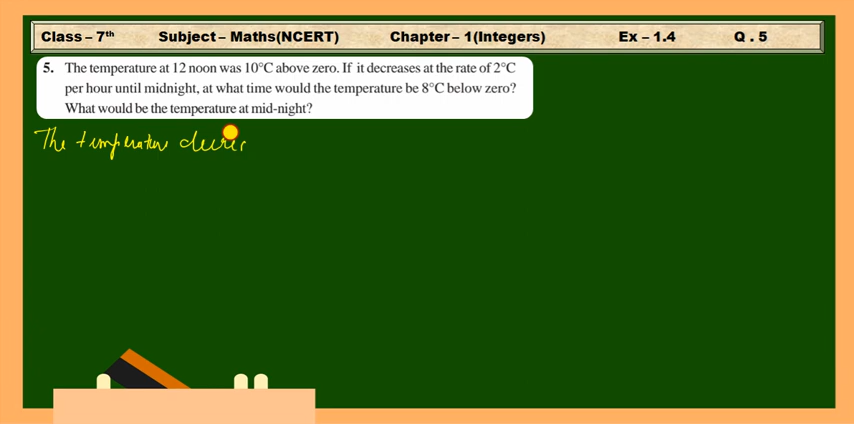 Class – 7th Subject – Maths(NCERT) Chapter – 1(Integers) Ex – 1.4 Q . 5
5. The temperature at 12 noon was 10°C above zero. If it decreases at the rate of 2°C
per hour until midnight, at what time would the temperature be 8°C below zero?
What would be the temperature at mid-night?
The temperature